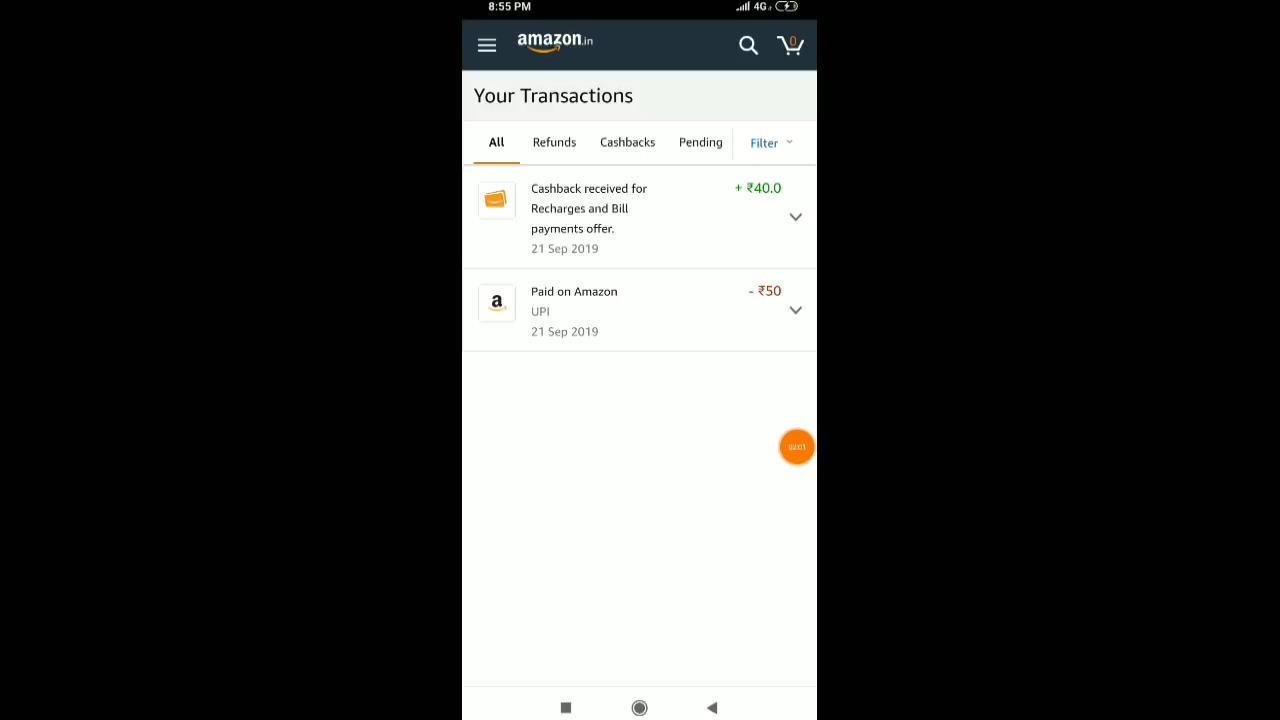 8:55 PM 4G
amazon.in 0
Your Transactions
All Refunds Cashbacks Pending Filter
Cashback received for + ₹40.0
Recharges and Bill
payments offer.
21 Sep 2019
a Paid on Amazon - ₹50
UPI
21 Sep 2019